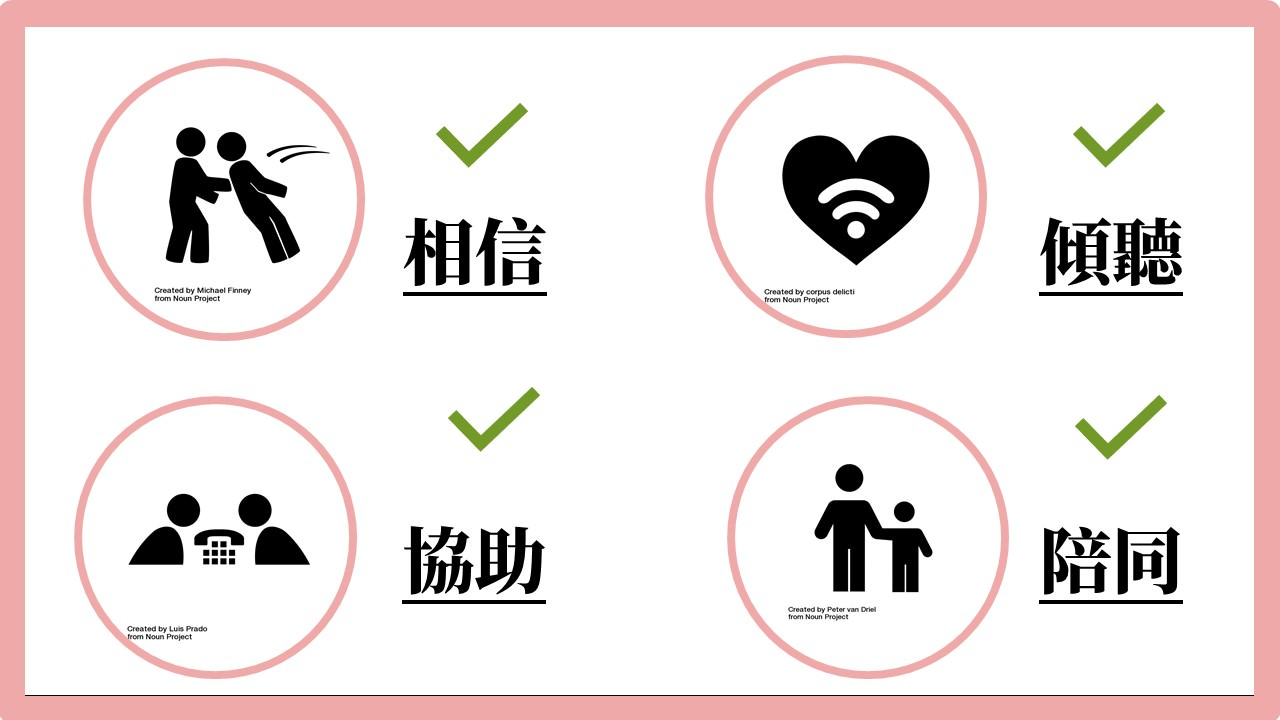 相信
Created by Michael Finney
from Noun Project
傾聽
Created by corpus delicti
from Noun Project
協助
Created by Luis Prado
from Noun Project
陪同
Created by Peter van Driel
from Noun Project